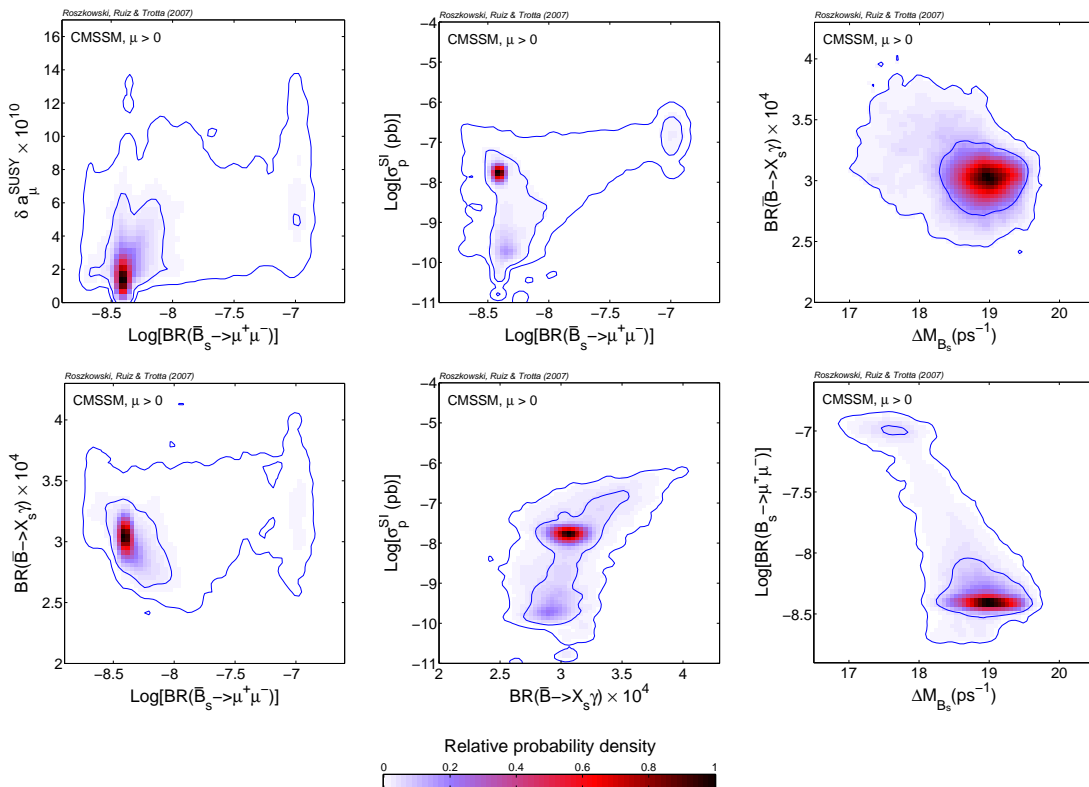 Roszkowski, Ruiz & Trotta (2007)
CMSSM, μ > 0
16
14
12
10
8
6
4
2
0
δ a_μ^SUSY × 10^10
−8.5 −8 −7.5 −7
Log[BR(B̅_s−>μ⁺μ⁻)]
Roszkowski, Ruiz & Trotta (2007)
CMSSM, μ > 0
−4
−5
−6
−7
−8
−9
−10
−11
Log[σ_p^SI (pb)]
−8.5 −8 −7.5 −7
Log[BR(B̅_s−>μ⁺μ⁻)]
Roszkowski, Ruiz & Trotta (2007)
CMSSM, μ > 0
4
3.5
3
2.5
2
BR(B̅−>X_sγ) × 10^4
17 18 19 20
ΔM_{B_s}(ps⁻¹)
Roszkowski, Ruiz & Trotta (2007)
CMSSM, μ > 0
4
3.5
3
2.5
2
BR(B̅−>X_sγ) × 10^4
−8.5 −8 −7.5 −7
Log[BR(B̅_s−>μ⁺μ⁻)]
Roszkowski, Ruiz & Trotta (2007)
CMSSM, μ > 0
−4
−5
−6
−7
−8
−9
−10
−11
Log[σ_p^SI (pb)]
2 2.5 3 3.5 4
BR(B̅−>X_sγ) × 10^4
Roszkowski, Ruiz & Trotta (2007)
CMSSM, μ > 0
−7
−7.5
−8
−8.5
Log[BR(B̅_s−>μ⁺μ⁻)]
17 18 19 20
ΔM_{B_s}(ps⁻¹)
Relative probability density
0 0.2 0.4 0.6 0.8 1